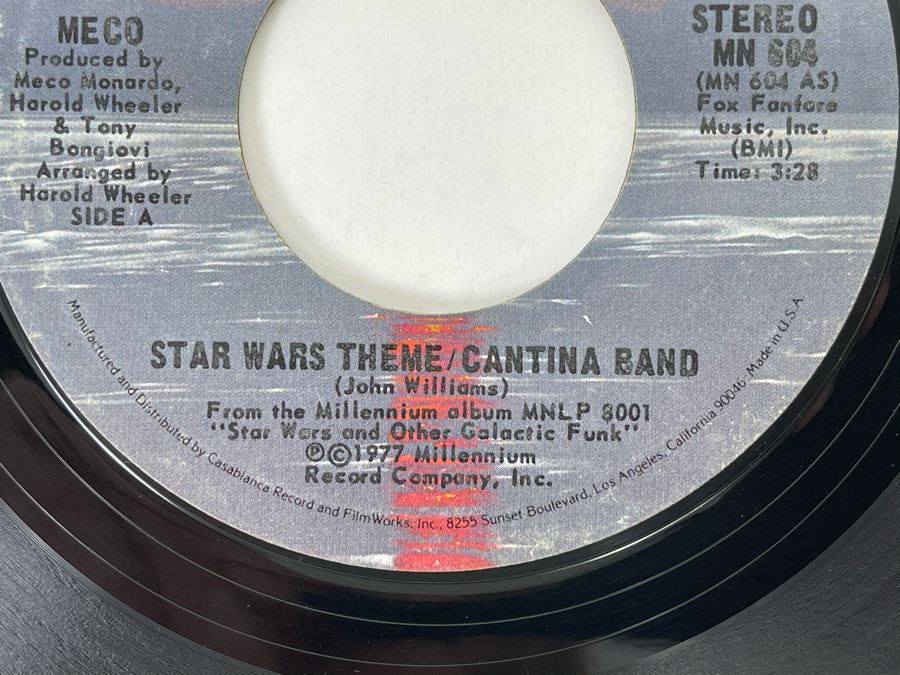 MECO
Produced by
Meco Monardo,
Harold Wheeler
& Tony
Bongiovi
Arranged by
Harold Wheeler
SIDE A
STEREO
MN 604
(MN 604 AS)
Fox Fanfare
Music, Inc.
(BMI)
Time: 3:28
STAR WARS THEME/CANTINA BAND
(John Williams)
From the Millennium album MNLP 8001
"Star Wars and Other Galactic Funk"
℗©1977 Millennium
Record Company, Inc.
Manufactured and Distributed by Casablanca Record and FilmWorks, Inc., 8255 Sunset Boulevard, Los Angeles, California 90046. Made in U.S.A